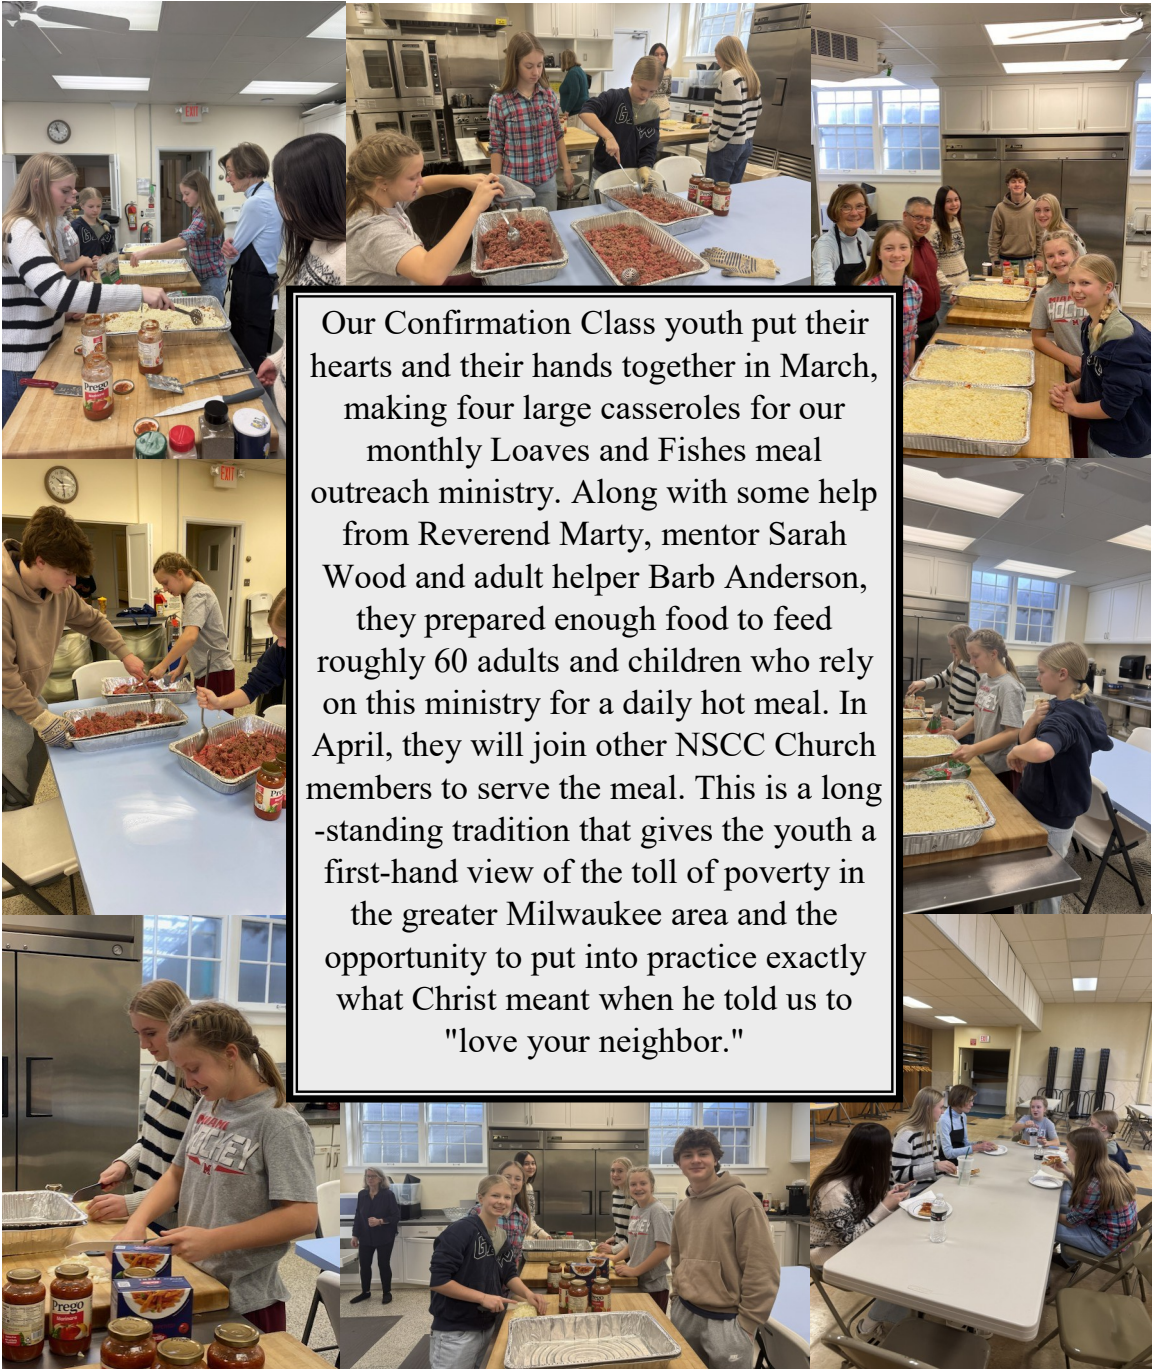 EXIT
Prego
Our Confirmation Class youth put their
hearts and their hands together in March,
making four large casseroles for our
monthly Loaves and Fishes meal
outreach ministry. Along with some help
from Reverend Marty, mentor Sarah
Wood and adult helper Barb Anderson,
they prepared enough food to feed
roughly 60 adults and children who rely
on this ministry for a daily hot meal. In
April, they will join other NSCC Church
members to serve the meal. This is a long
-standing tradition that gives the youth a
first-hand view of the toll of poverty in
the greater Milwaukee area and the
opportunity to put into practice exactly
what Christ meant when he told us to
"love your neighbor."
HOCKEY
EXIT
MIAMI
HOCKEY
M
Prego